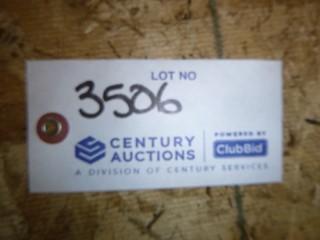 LOT NO
3506
CENTURY AUCTIONS
POWERED BY
ClubBid
A DIVISION OF CENTURY SERVICES